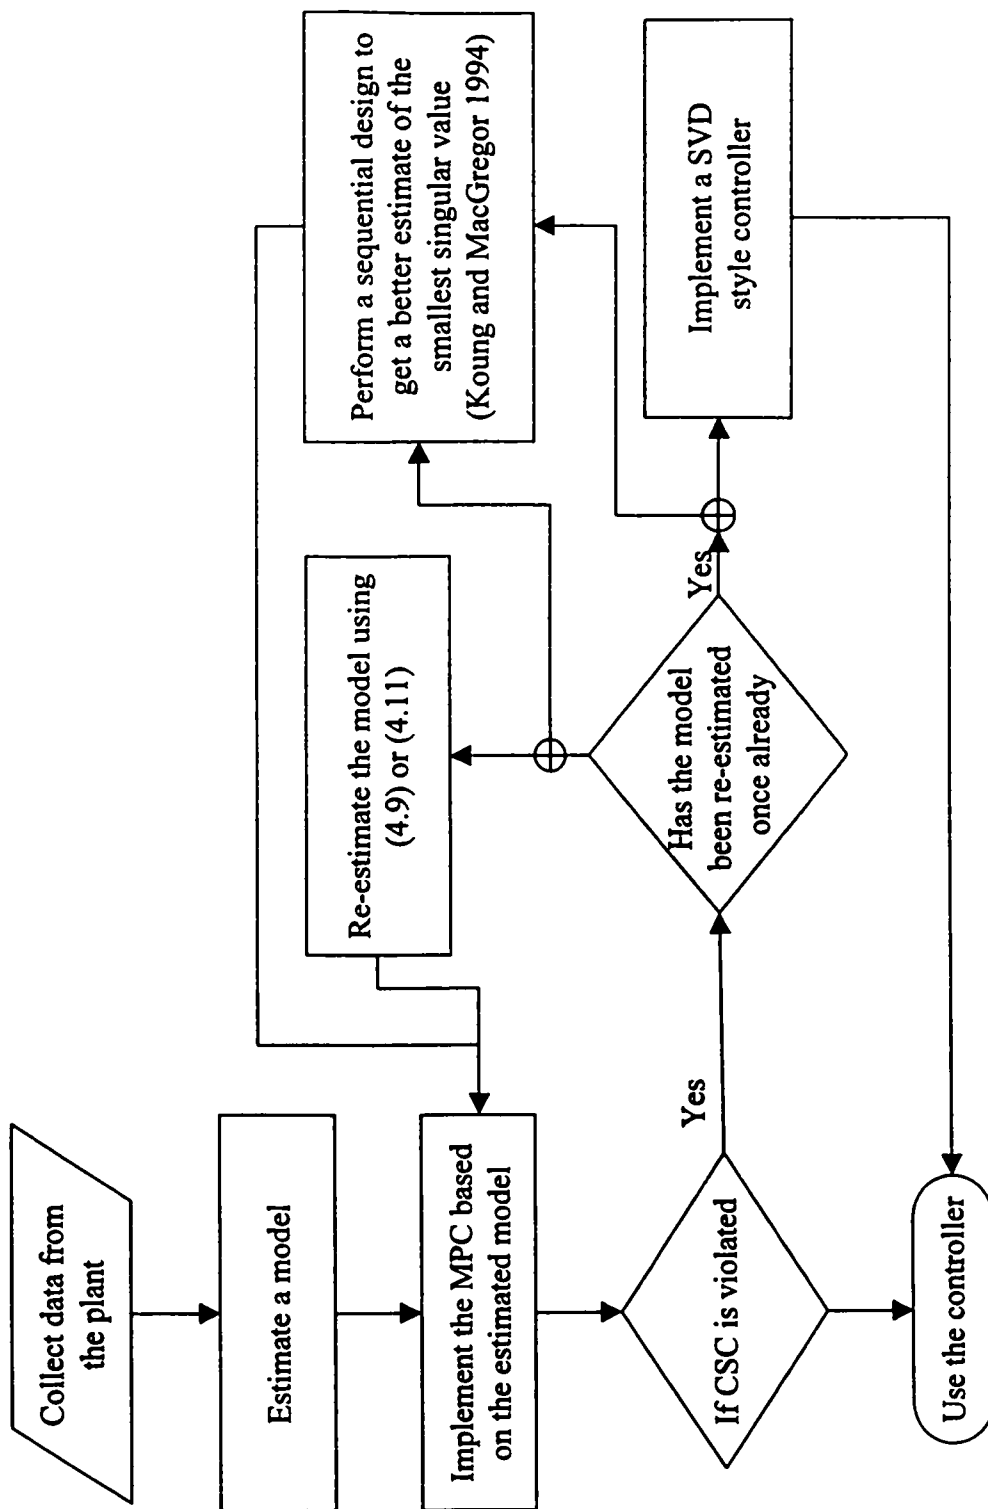 Collect data from
the plant
Estimate a model
Implement the MPC based
on the estimated model
If CSC is violated
Yes
Use the controller
Has the model
been re-estimated
once already
Yes
Re-estimate the model using
(4.9) or (4.11)
Perform a sequential design to
get a better estimate of the
smallest singular value
(Koung and MacGregor 1994)
Implement a SVD
style controller